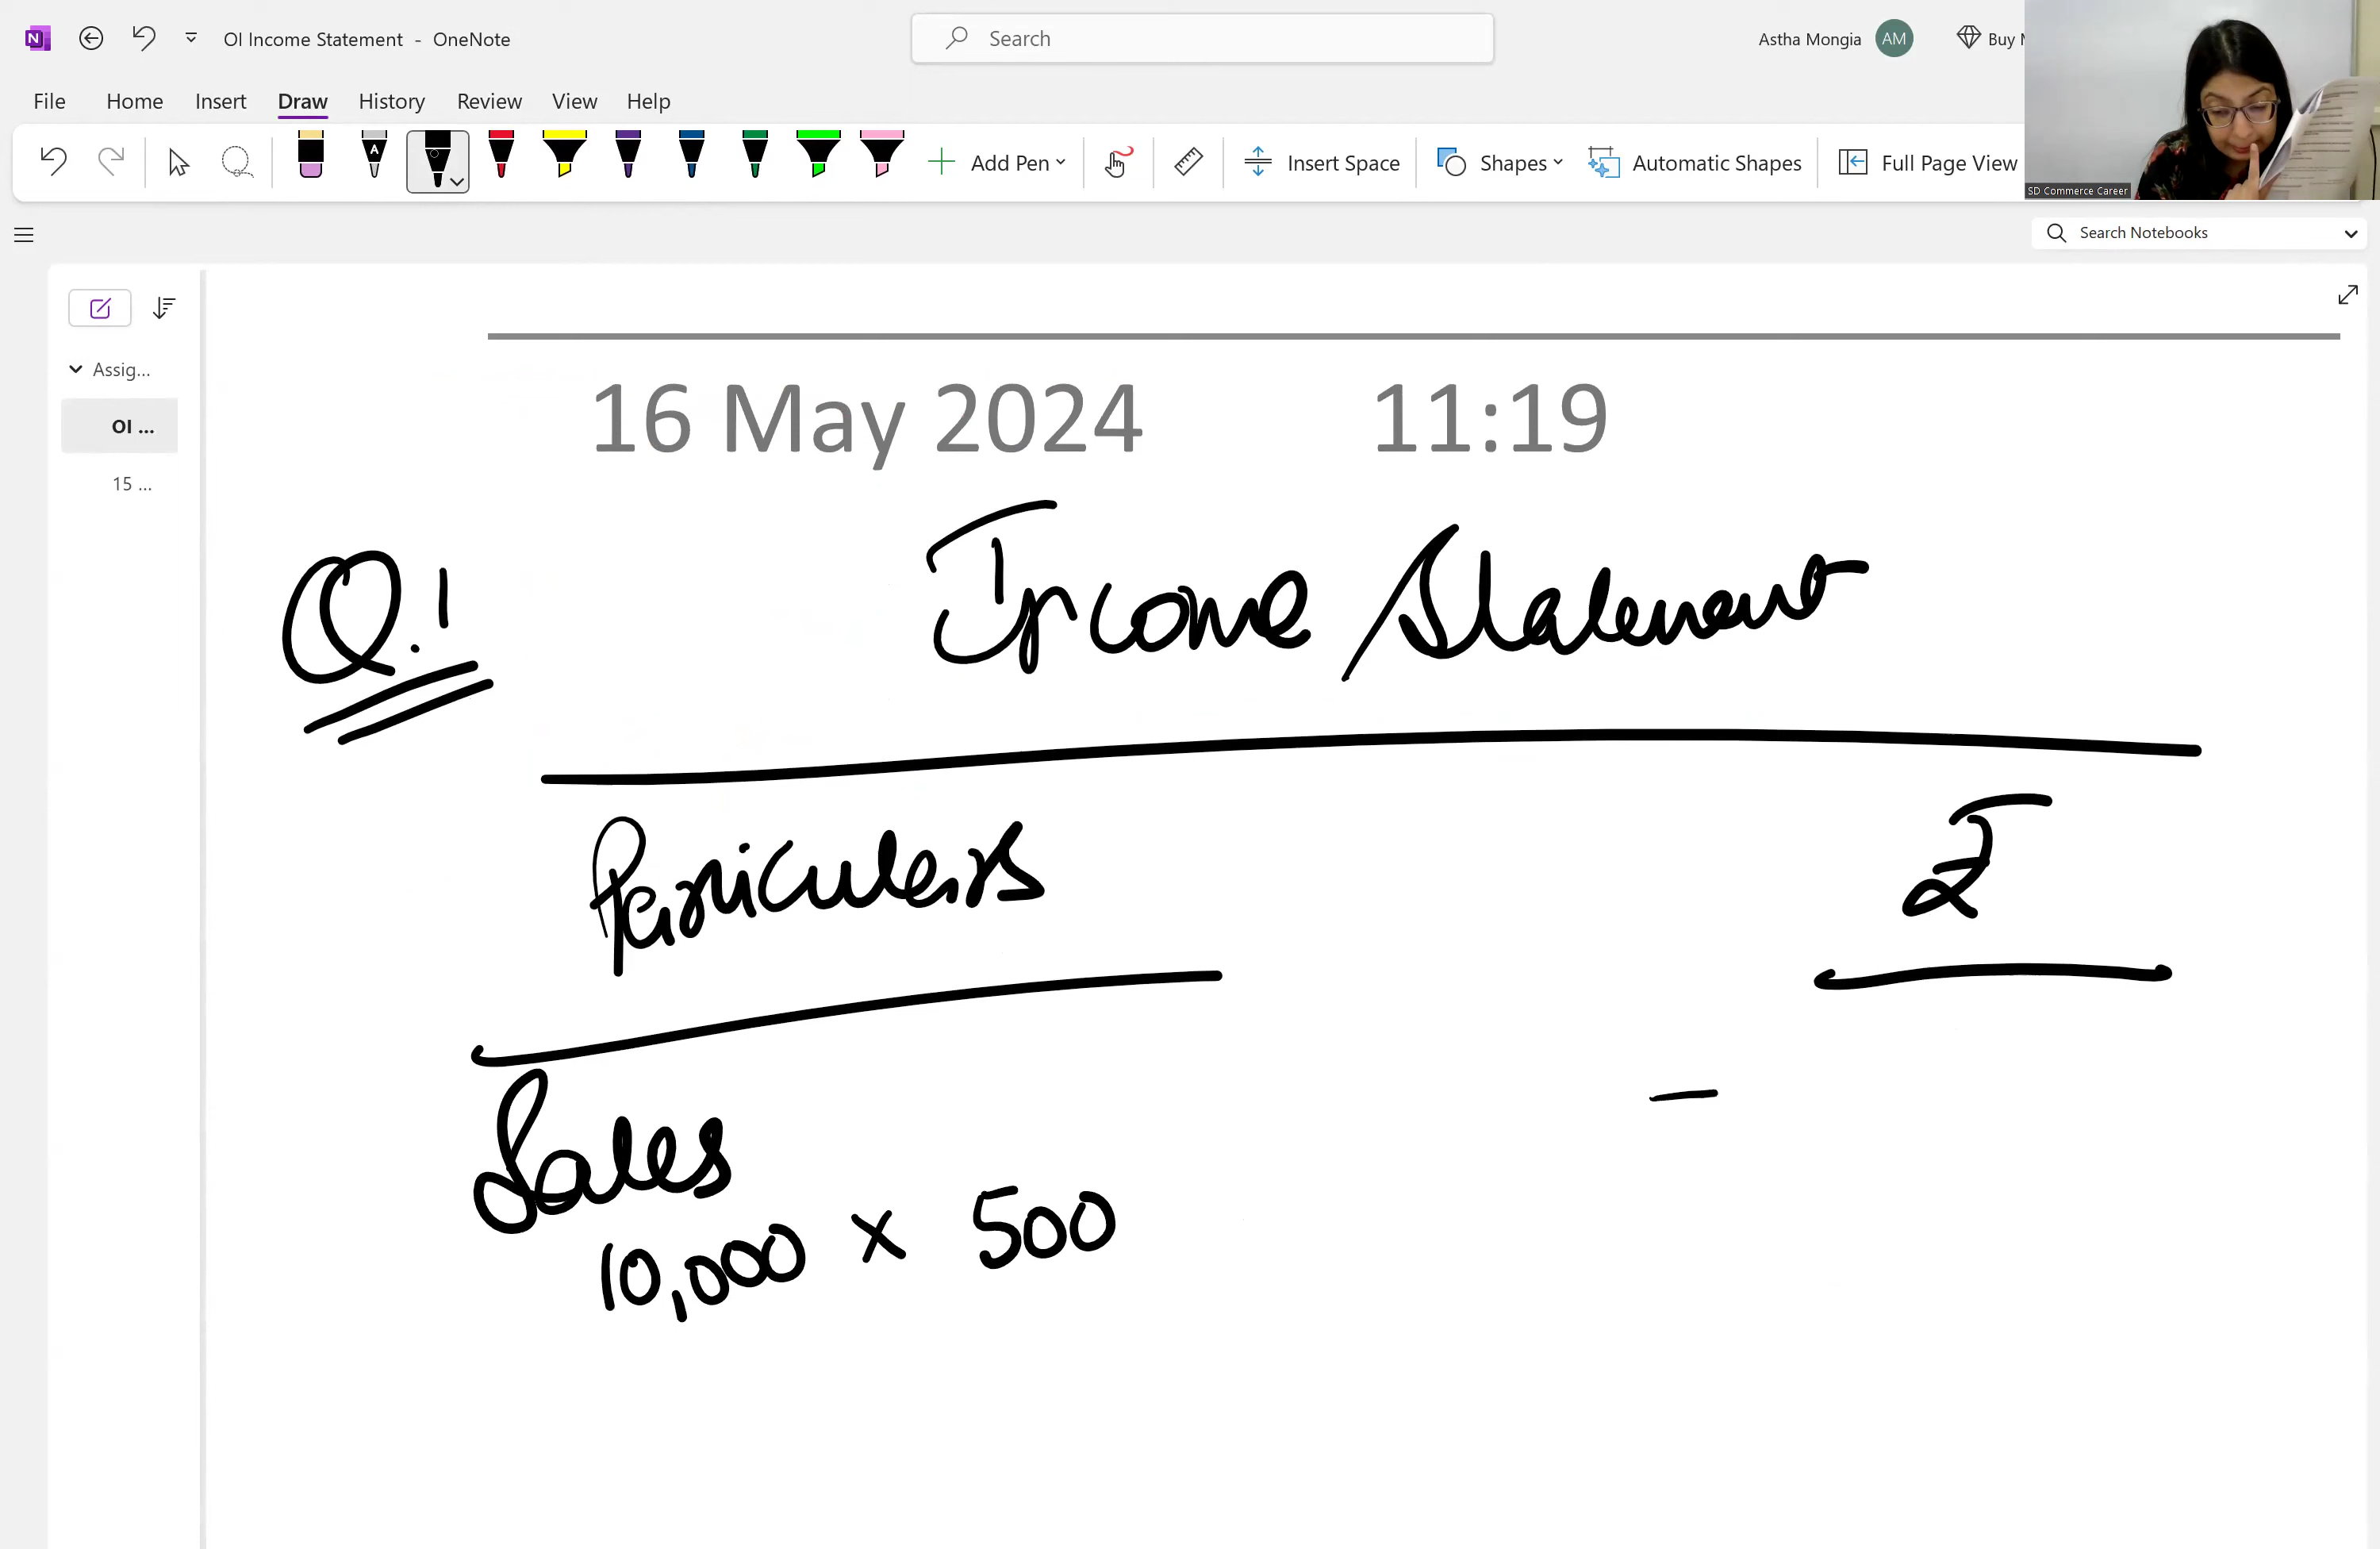 OI Income Statement - OneNote
Search
Astha Mongia AM Buy
File Home Insert Draw History Review View Help
Add Pen Insert Space Shapes Automatic Shapes Full Page View
SD Commerce Career
Search Notebooks
Assig...
OI ...
15 ...
16 May 2024 11:19
Q.1 Income Statement
Particulars ₹
Sales
10,000 x 500